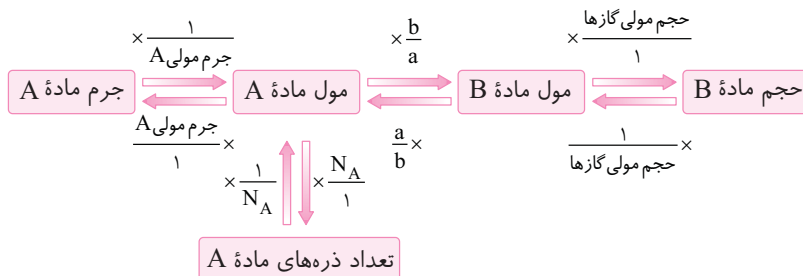 × ۱ / جرم مولی A
× b / a
× حجم مولی گازها / ۱
جرم مادهٔ A
مول مادهٔ A
مول مادهٔ B
حجم مادهٔ B
جرم مولی A / ۱ ×
a / b ×
۱ / حجم مولی گازها ×
× ۱ / N_A
× N_A / ۱
تعداد ذره‌های مادهٔ A